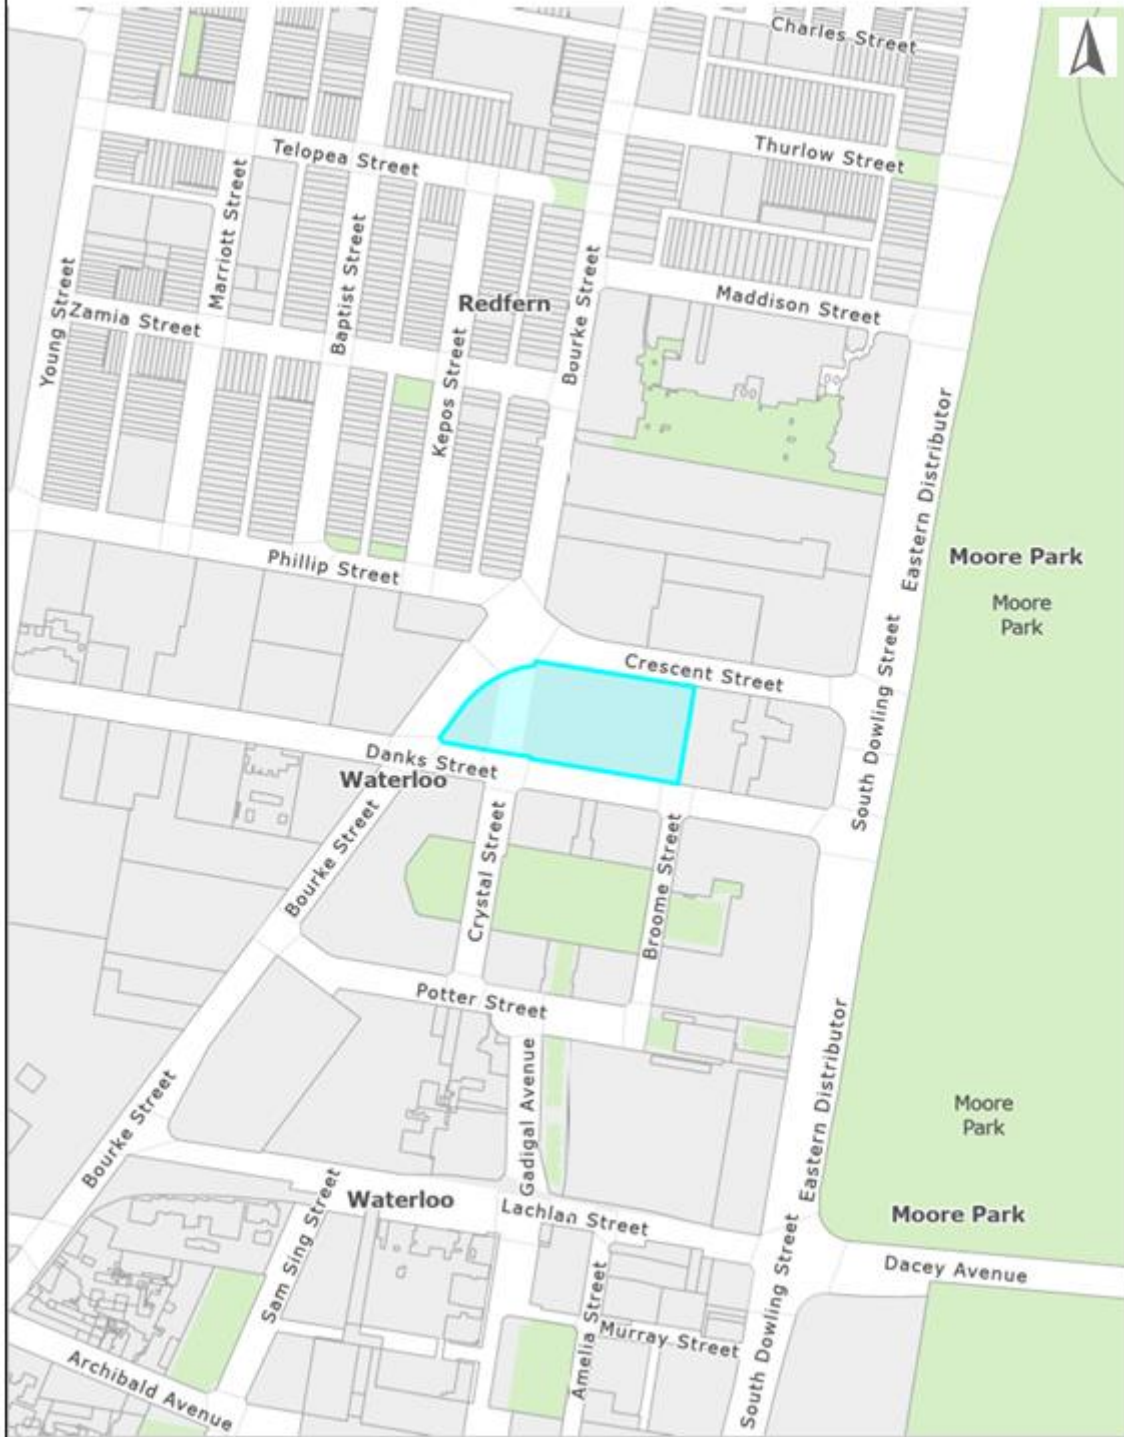 Charles Street
Thurlow Street
Telopea Street
Marriott Street
Baptist Street
Bourke Street
Young Street
Zamia Street
Redfern
Maddison Street
Kepos Street
Eastern Distributor
Phillip Street
Moore Park
Moore
Park
Crescent Street
South Dowling Street
Danks Street
Waterloo
Bourke Street
Crystal Street
Broome Street
Potter Street
Gadigal Avenue
Eastern Distributor
Moore
Park
Bourke Street
Waterloo
Lachlan Street
Moore Park
Sam Sing Street
Dacey Avenue
South Dowling Street
Amelia Street
Murray Street
Archibald Avenue